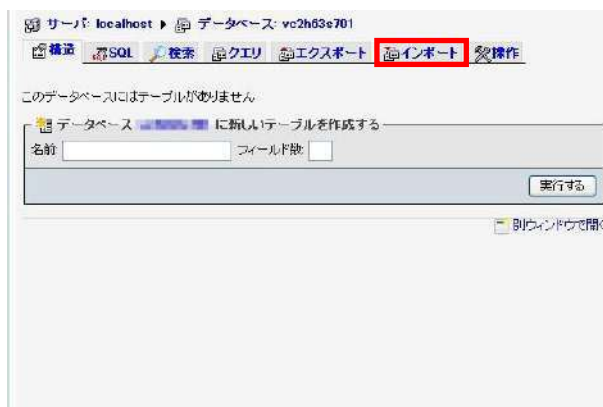 サーバ: localhost ▶ データベース: vc2h63s701
構造 SQL 検索 クエリ エクスポート インポート 操作
このデータベースにはテーブルがありません
データベース に新しいテーブルを作成する
名前: フィールド数:
実行する
別ウィンドウで開く